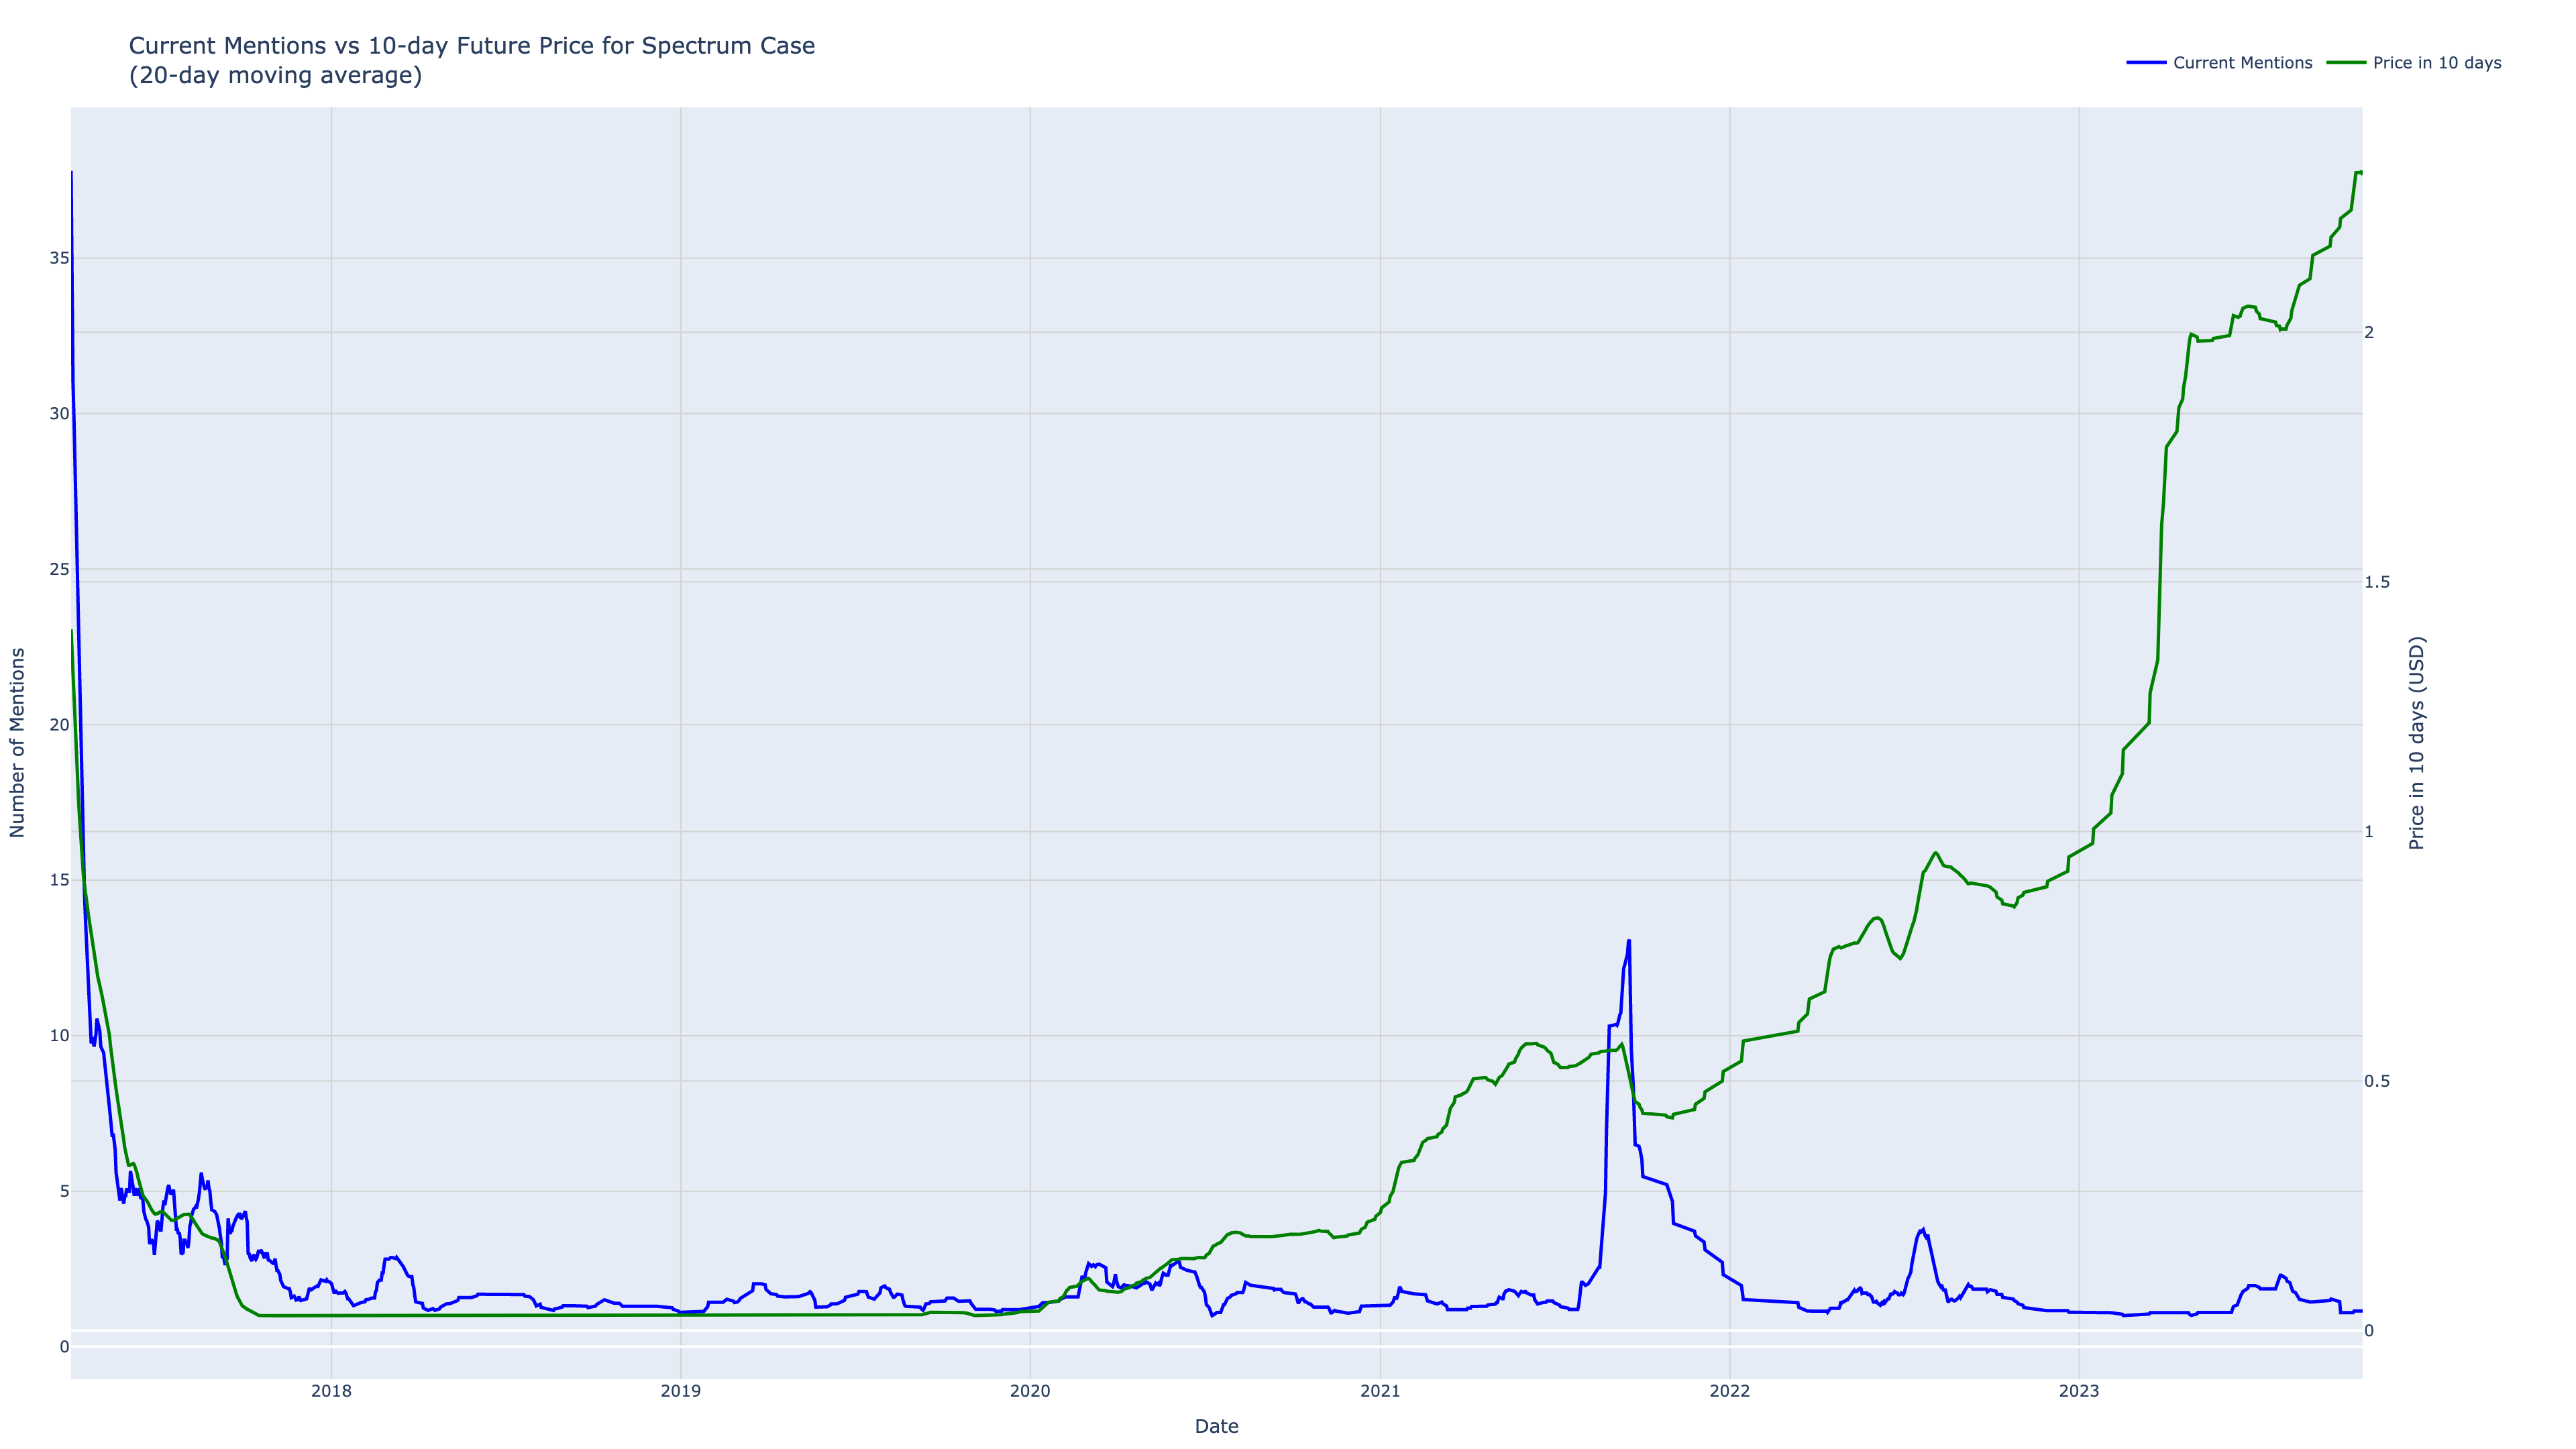 Current Mentions vs 10-day Future Price for Spectrum Case
(20-day moving average)
Current Mentions
Price in 10 days
35
30
25
20
15
10
5
0
Number of Mentions
2
1.5
1
0.5
0
Price in 10 days (USD)
2018
2019
2020
2021
2022
2023
Date